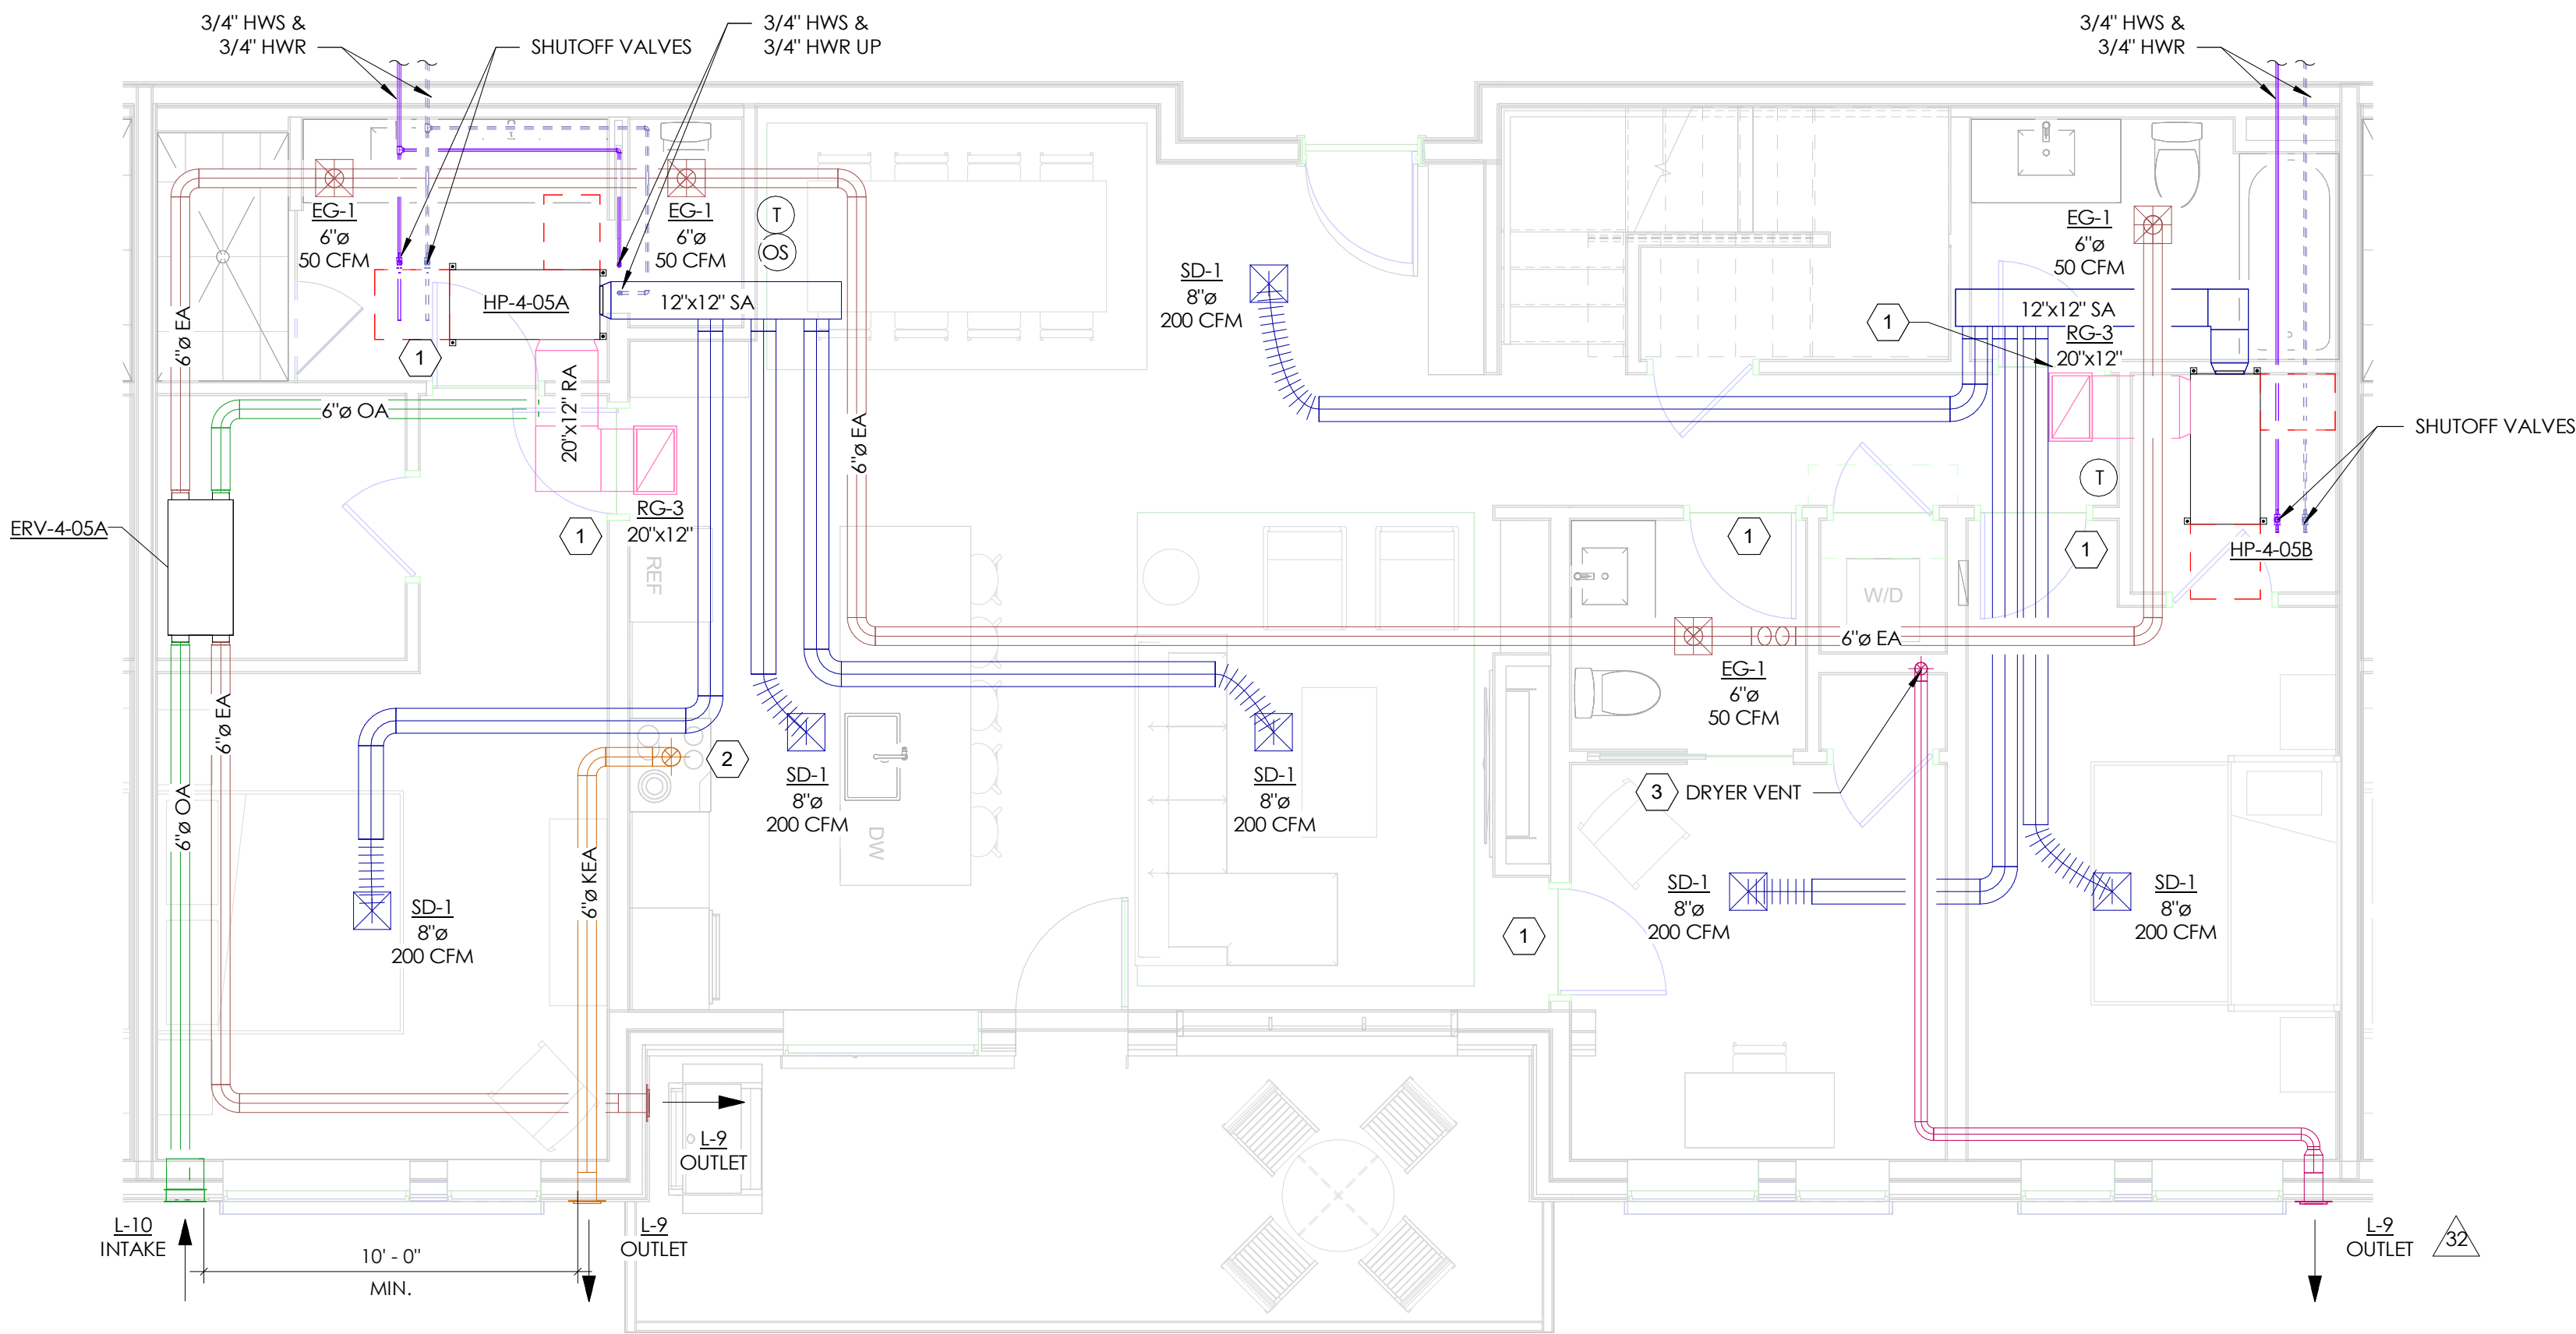 3/4" HWS &
3/4" HWR
SHUTOFF VALVES
3/4" HWS &
3/4" HWR UP
3/4" HWS &
3/4" HWR
EG-1
6"ø
50 CFM
EG-1
6"ø
50 CFM
T
OS
HP-4-05A
12"x12" SA
1
6"ø EA
6"ø OA
20"x12" RA
6"ø EA
SD-1
8"ø
200 CFM
EG-1
6"ø
50 CFM
12"x12" SA
1
RG-3
20"x12"
SHUTOFF VALVES
T
HP-4-05B
ERV-4-05A
1
RG-3
20"x12"
REF
1
W/D
1
6"ø EA
EG-1
6"ø
50 CFM
6"ø OA
6"ø EA
6"ø KEA
2
SD-1
8"ø
200 CFM
DW
SD-1
8"ø
200 CFM
3
DRYER VENT
SD-1
8"ø
200 CFM
SD-1
8"ø
200 CFM
SD-1
8"ø
200 CFM
1
L-9
OUTLET
L-10
INTAKE
10' - 0"
MIN.
L-9
OUTLET
L-9
OUTLET
32